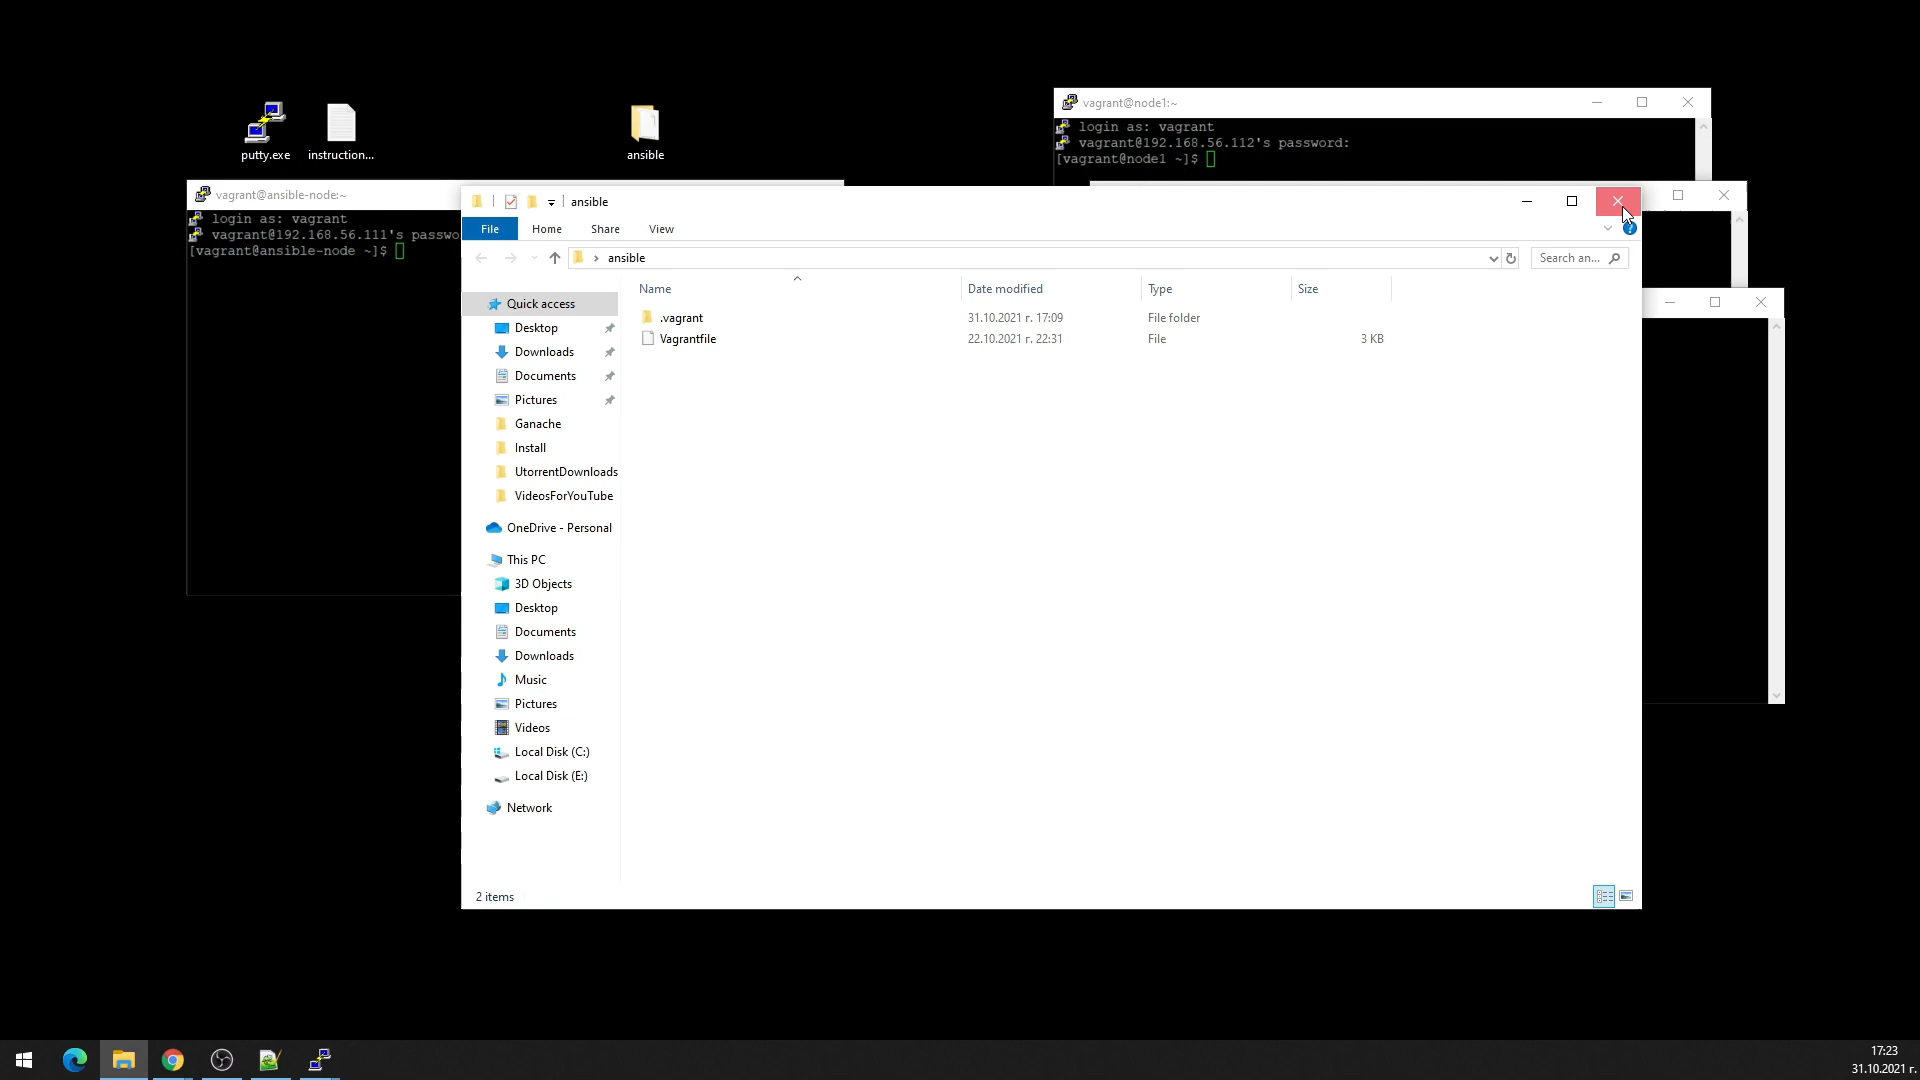 putty.exe
instruction...
ansible
vagrant@node1:~
login as: vagrant
vagrant@192.168.56.112's password:
[vagrant@node1 ~]$
vagrant@ansible-node:~
login as: vagrant
vagrant@192.168.56.111's passwo
[vagrant@ansible-node ~]$
ansible
File
Home
Share
View
ansible
Search an...
Name
Date modified
Type
Size
.vagrant
31.10.2021 г. 17:09
File folder
Vagrantfile
22.10.2021 г. 22:31
File
3 KB
Quick access
Desktop
Downloads
Documents
Pictures
Ganache
Install
UtorrentDownloads
VideosForYouTube
OneDrive - Personal
This PC
3D Objects
Desktop
Documents
Downloads
Music
Pictures
Videos
Local Disk (C:)
Local Disk (E:)
Network
2 items
17:23
31.10.2021 г.